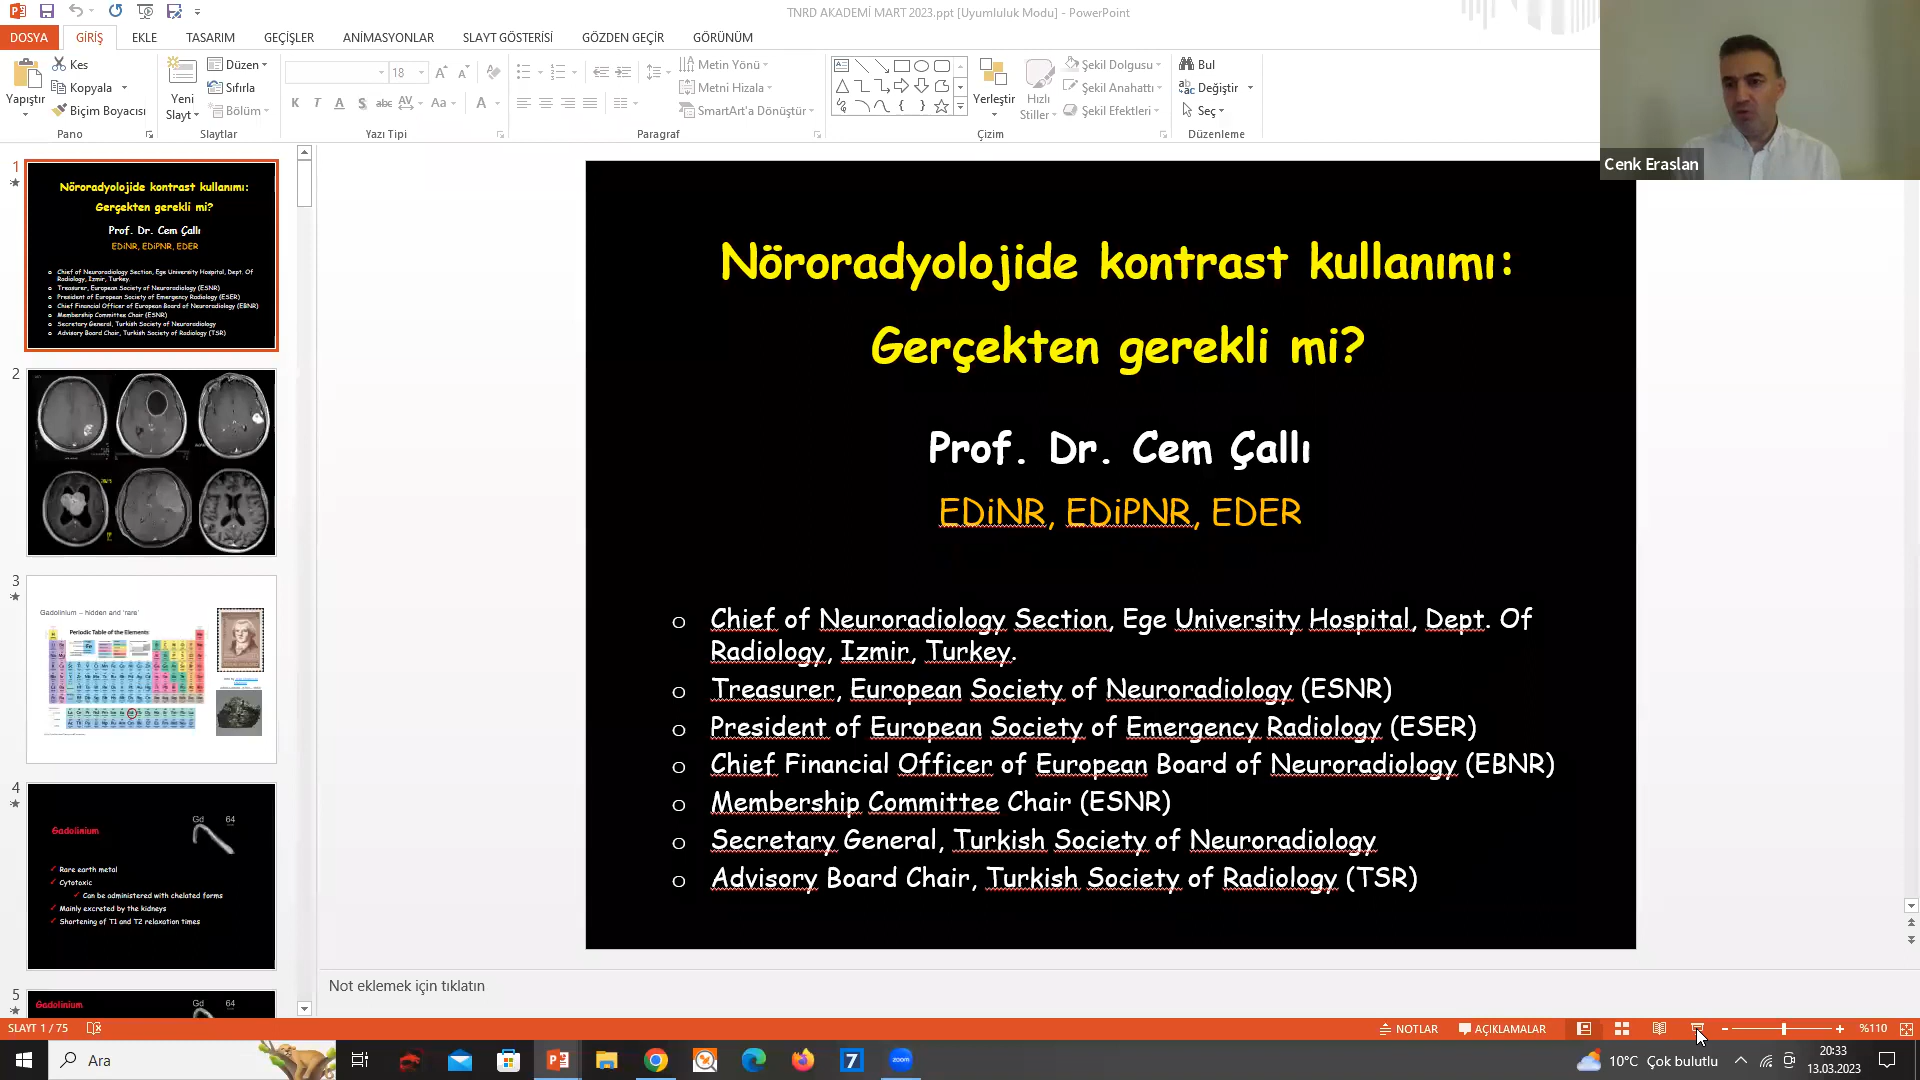 TNRD AKADEMİ MART 2023.ppt [Uyumluluk Modu] - PowerPoint
DOSYA GİRİŞ EKLE TASARIM GEÇİŞLER ANİMASYONLAR SLAYT GÖSTERİSİ GÖZDEN GEÇİR GÖRÜNÜM
Yapıştır
Kes
Kopyala
Biçim Boyacısı
Pano
Yeni
Slayt
Düzen
Sıfırla
Bölüm
Slaytlar
18
Yazı Tipi
Metin Yönü
Metni Hizala
SmartArt'a Dönüştür
Paragraf
Yerleştir
Hızlı
Stiller
Şekil Dolgusu
Şekil Anahattı
Şekil Efektleri
Çizim
Bul
Değiştir
Seç
Düzenleme
Cenk Eraslan
1
Nöroradyolojide kontrast kullanımı:
Gerçekten gerekli mi?
Prof. Dr. Cem Çallı
EDiNR, EDiPNR, EDER
Chief of Neuroradiology Section, Ege University Hospital, Dept. Of
Radiology, Izmir, Turkey.
Treasurer, European Society of Neuroradiology (ESNR)
President of European Society of Emergency Radiology (ESER)
Chief Financial Officer of European Board of Neuroradiology (EBNR)
Membership Committee Chair (ESNR)
Secretary General, Turkish Society of Neuroradiology
Advisory Board Chair, Turkish Society of Radiology (TSR)
2
3
Gadolinium – hidden and 'rare'
Periodic Table of the Elements
4
Gd 64
Gadolinium
Rare earth metal
Cytotoxic
Can be administered with chelated forms
Mainly excreted by the kidneys
Shortening of T1 and T2 relaxation times
5
Gadolinium
Gd 64
Nöroradyolojide kontrast kullanımı:
Gerçekten gerekli mi?
Prof. Dr. Cem Çallı
EDiNR, EDiPNR, EDER
o Chief of Neuroradiology Section, Ege University Hospital, Dept. Of
Radiology, Izmir, Turkey.
o Treasurer, European Society of Neuroradiology (ESNR)
o President of European Society of Emergency Radiology (ESER)
o Chief Financial Officer of European Board of Neuroradiology (EBNR)
o Membership Committee Chair (ESNR)
o Secretary General, Turkish Society of Neuroradiology
o Advisory Board Chair, Turkish Society of Radiology (TSR)
Not eklemek için tıklatın
SLAYT 1 / 75
NOTLAR
AÇIKLAMALAR
%110
Ara
7
zoom
10°C Çok bulutlu
20:33
13.03.2023